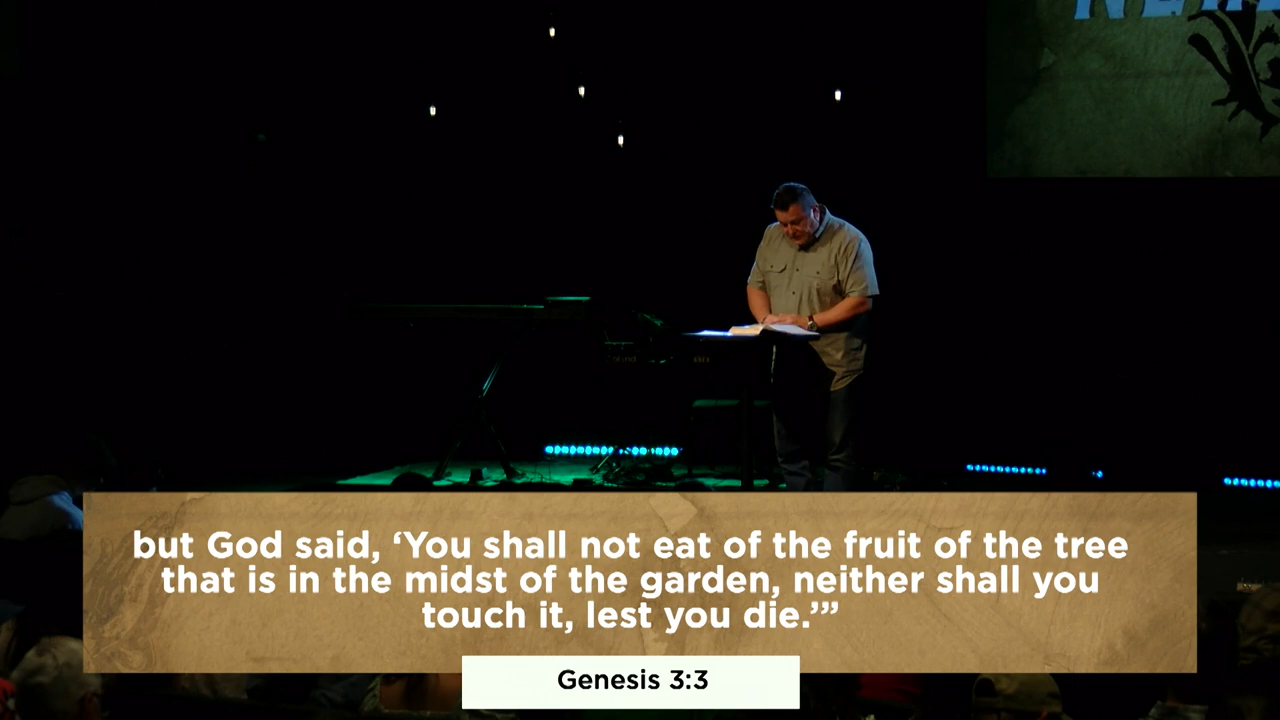 but God said, ‘You shall not eat of the fruit of the tree
that is in the midst of the garden, neither shall you
touch it, lest you die.’”
Genesis 3:3